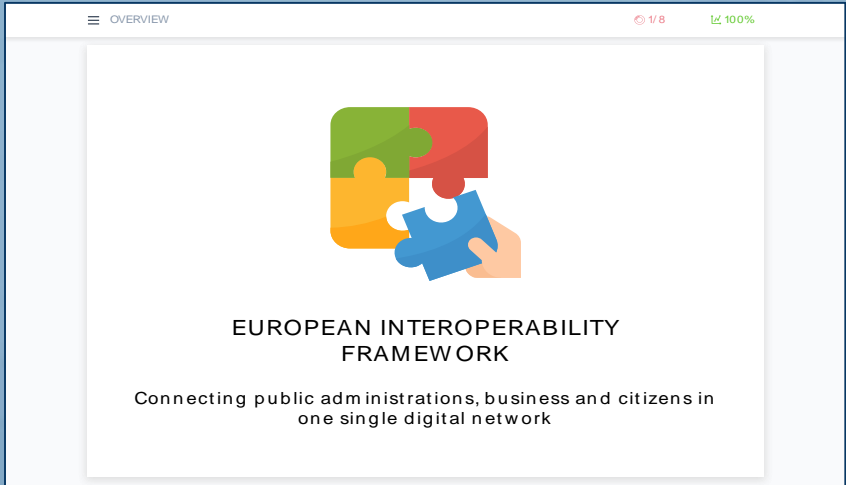 OVERVIEW
1/8
100%
EUROPEAN INTEROPERABILITY
FRAMEWORK
Connecting public administrations, business and citizens in
one single digital network